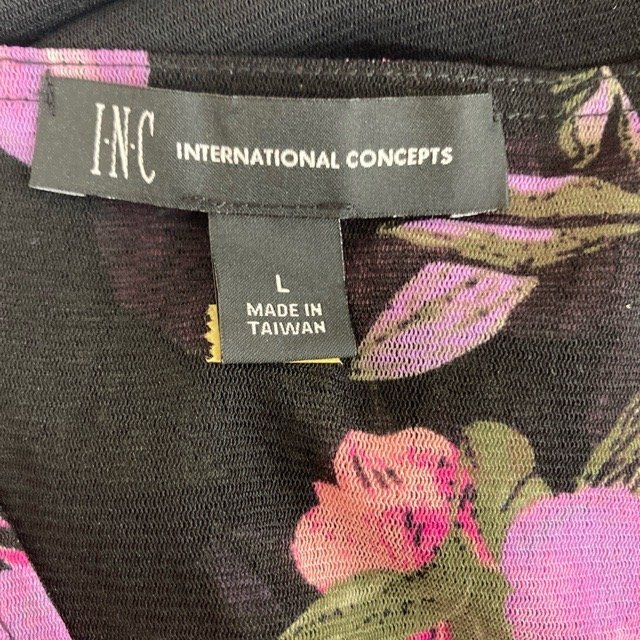 I·N·C INTERNATIONAL CONCEPTS
L
MADE IN
TAIWAN